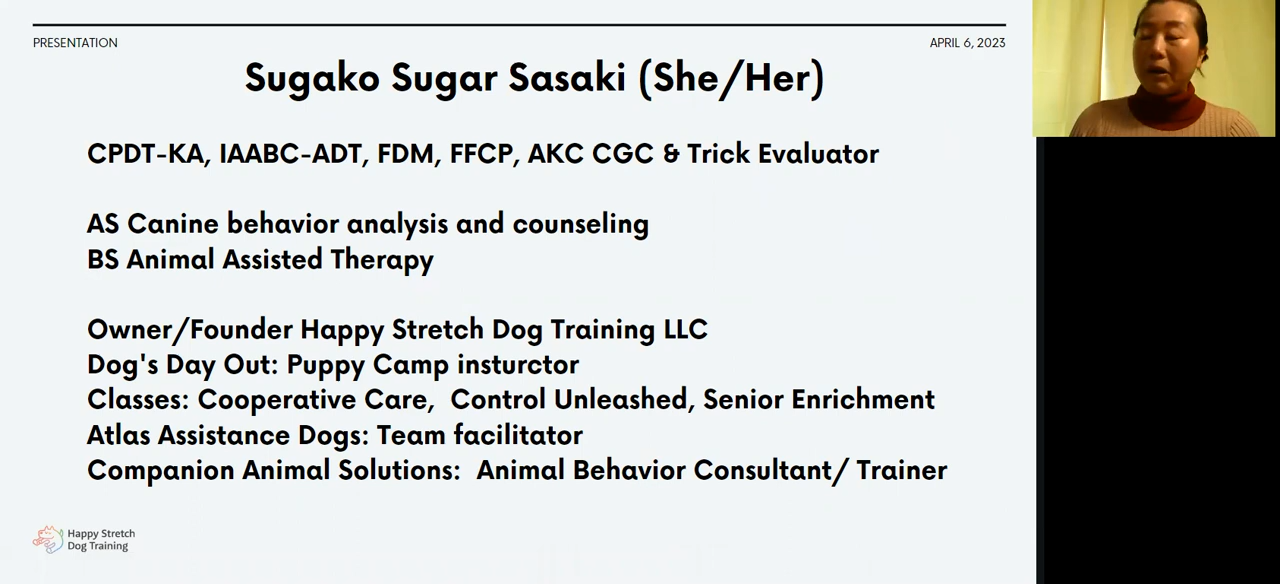 PRESENTATION
APRIL 6, 2023
Sugako Sugar Sasaki (She/Her)
CPDT-KA, IAABC-ADT, FDM, FFCP, AKC CGC & Trick Evaluator
AS Canine behavior analysis and counseling
BS Animal Assisted Therapy
Owner/Founder Happy Stretch Dog Training LLC
Dog's Day Out: Puppy Camp insturctor
Classes: Cooperative Care,  Control Unleashed, Senior Enrichment
Atlas Assistance Dogs: Team facilitator
Companion Animal Solutions:  Animal Behavior Consultant/ Trainer
Happy Stretch
Dog Training